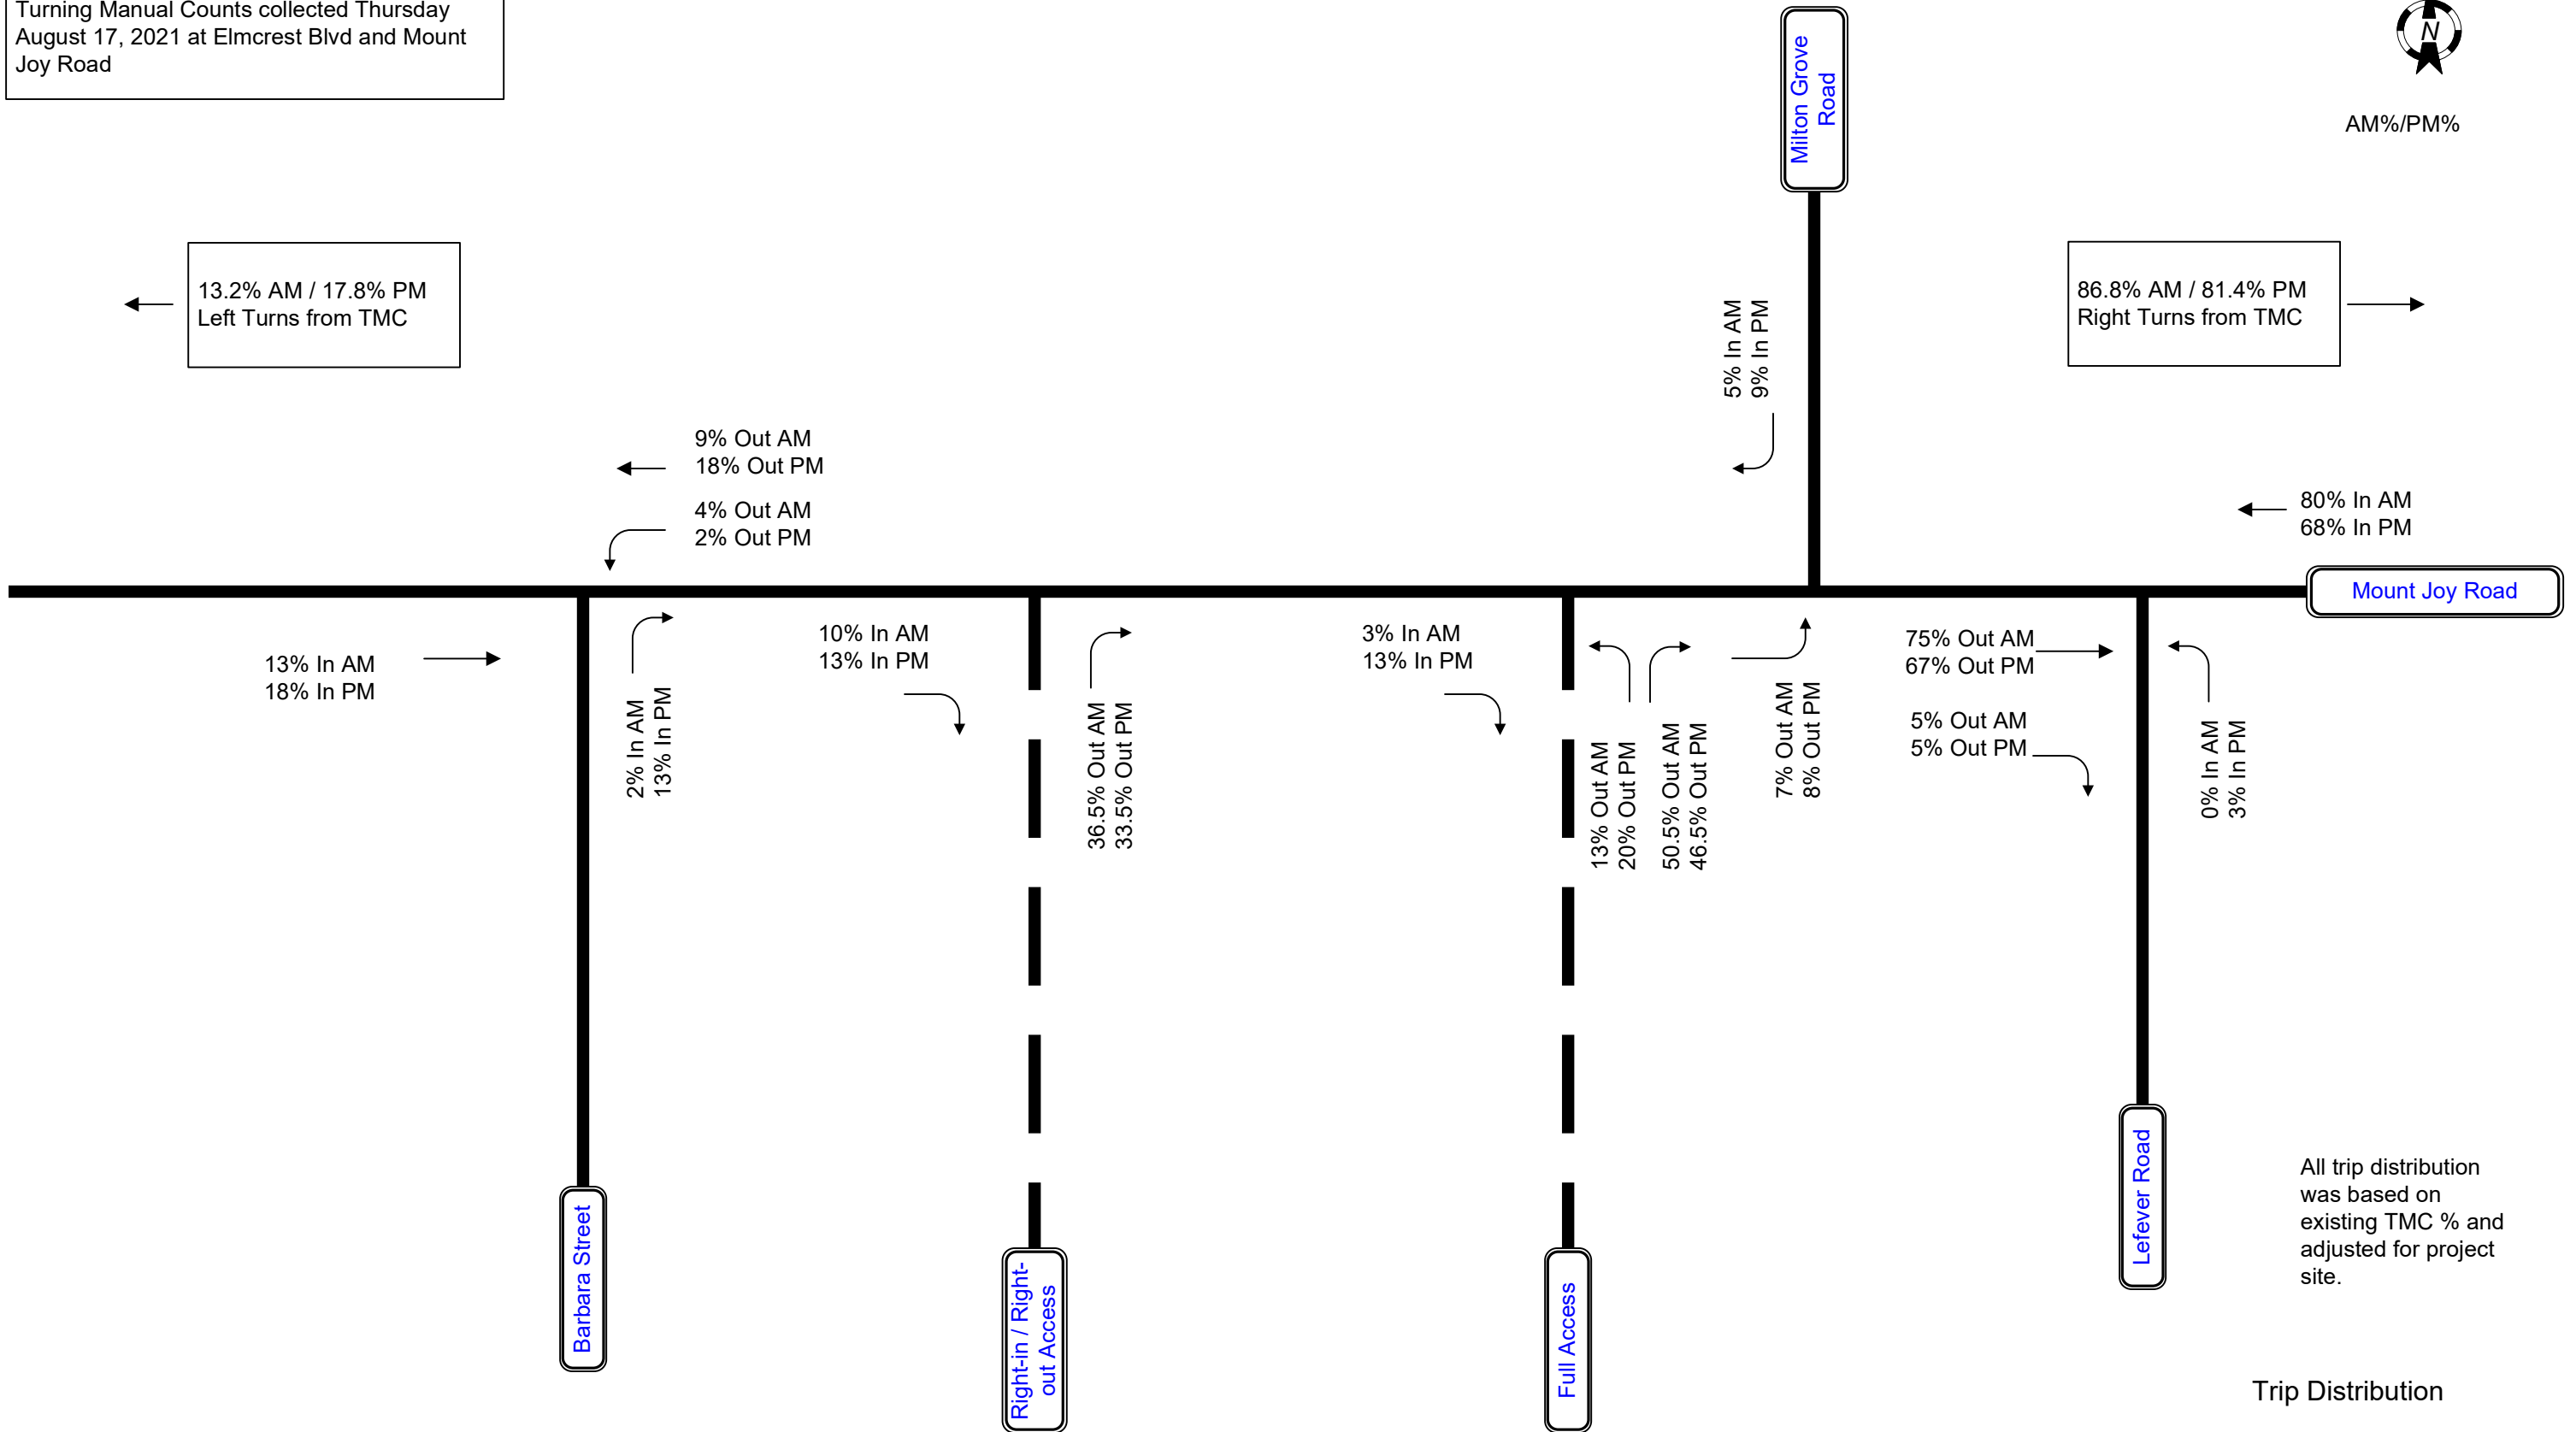 Turning Manual Counts collected Thursday
August 17, 2021 at Elmcrest Blvd and Mount
Joy Road
N
AM%/PM%
Milton Grove
Road
13.2% AM / 17.8% PM
Left Turns from TMC
86.8% AM / 81.4% PM
Right Turns from TMC
5% In AM
9% In PM
9% Out AM
18% Out PM
4% Out AM
2% Out PM
80% In AM
68% In PM
Mount Joy Road
13% In AM
18% In PM
2% In AM
13% In PM
10% In AM
13% In PM
36.5% Out AM
33.5% Out PM
3% In AM
13% In PM
13% Out AM
20% Out PM
50.5% Out AM
46.5% Out PM
7% Out AM
8% Out PM
75% Out AM
67% Out PM
5% Out AM
5% Out PM
0% In AM
3% In PM
Barbara Street
Right-in / Right-
out Access
Full Access
Lefever Road
All trip distribution
was based on
existing TMC % and
adjusted for project
site.
Trip Distribution